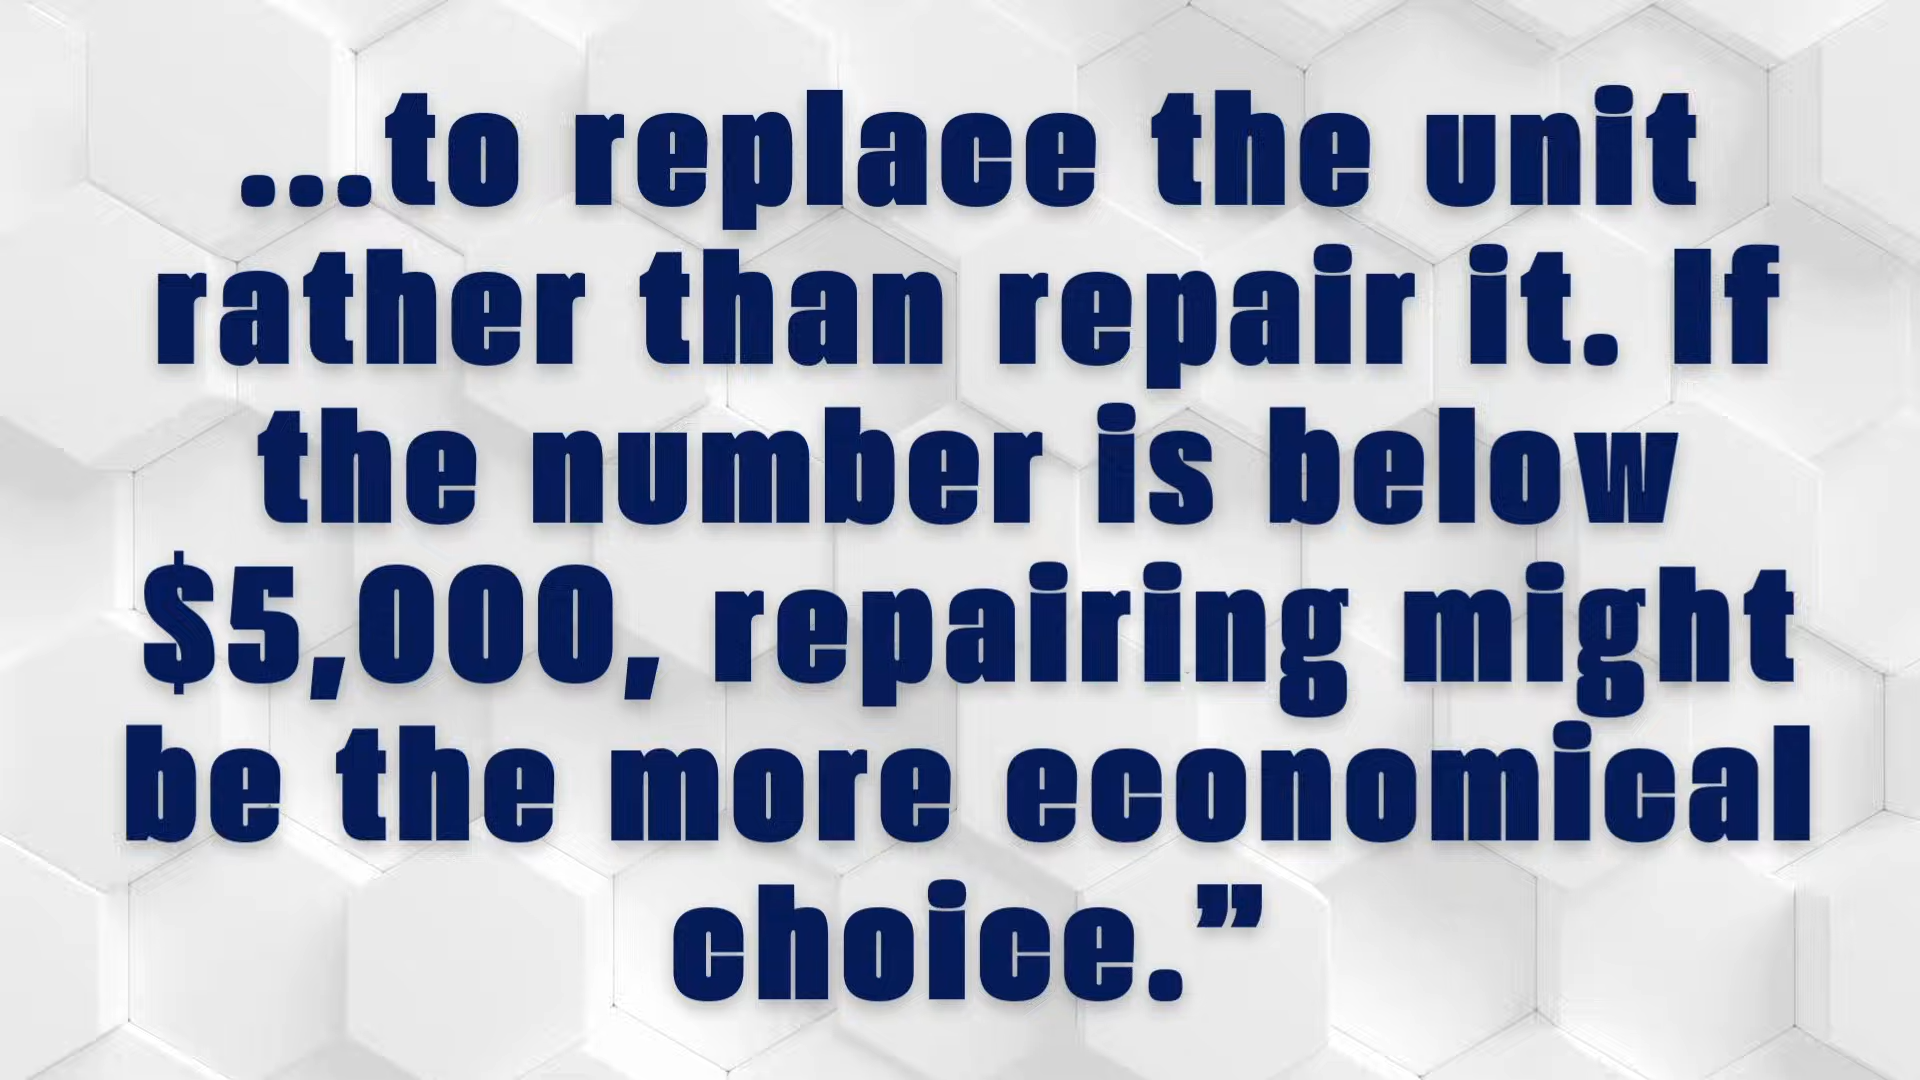 ...to replace the unit
rather than repair it. If
the number is below
$5,000, repairing might
be the more economical
choice.”